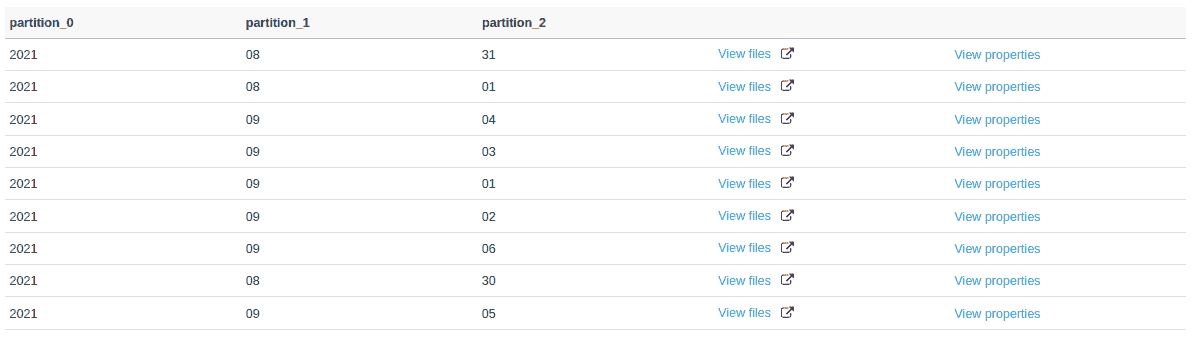 partition_0 partition_1 partition_2
2021 08 31 View files View properties
2021 08 01 View files View properties
2021 09 04 View files View properties
2021 09 03 View files View properties
2021 09 01 View files View properties
2021 09 02 View files View properties
2021 09 06 View files View properties
2021 08 30 View files View properties
2021 09 05 View files View properties